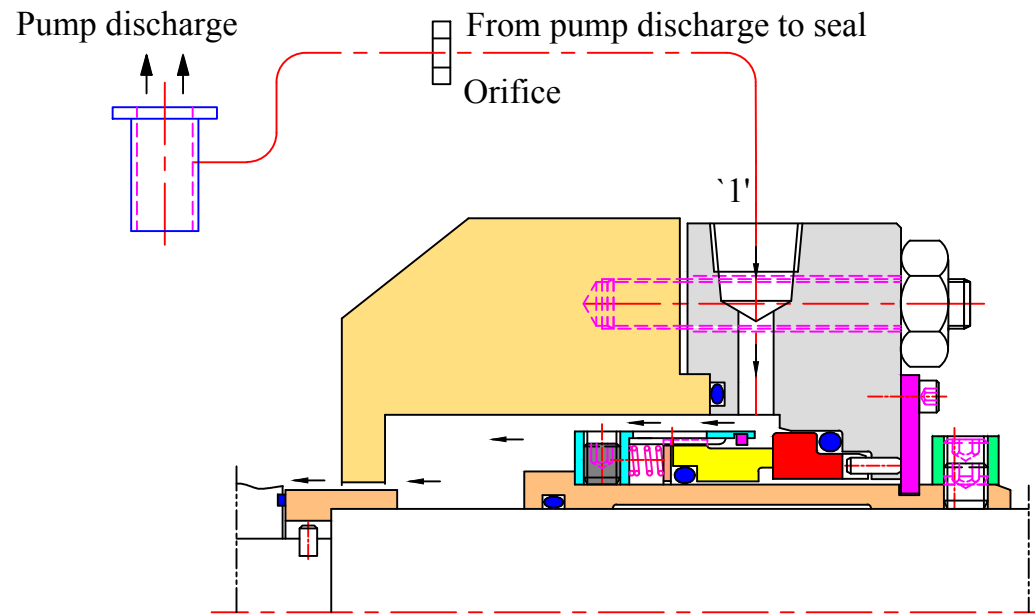 Pump discharge
From pump discharge to seal
Orifice
`1'